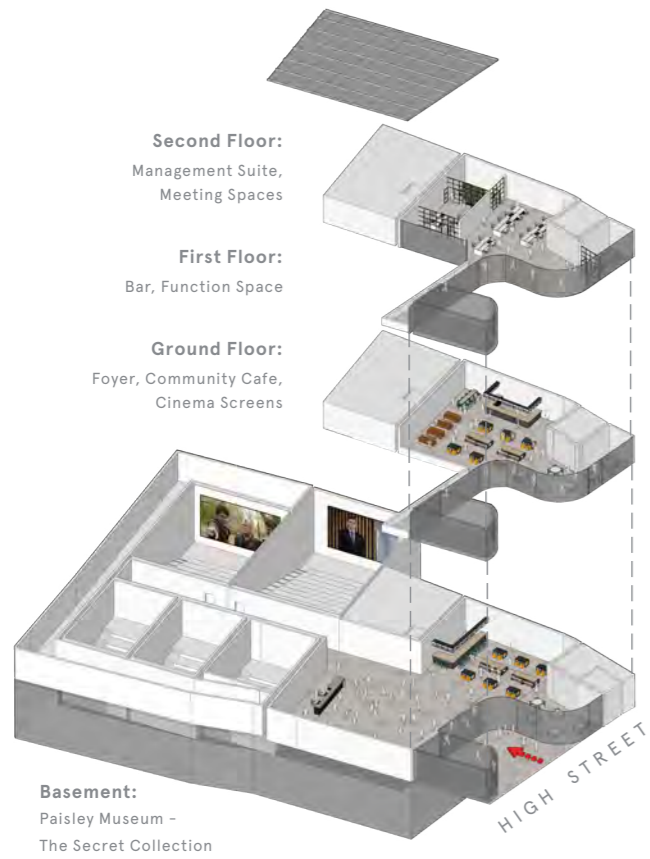 Second Floor:
Management Suite,
Meeting Spaces
First Floor:
Bar, Function Space
Ground Floor:
Foyer, Community Cafe,
Cinema Screens
HIGH STREET
Basement:
Paisley Museum -
The Secret Collection